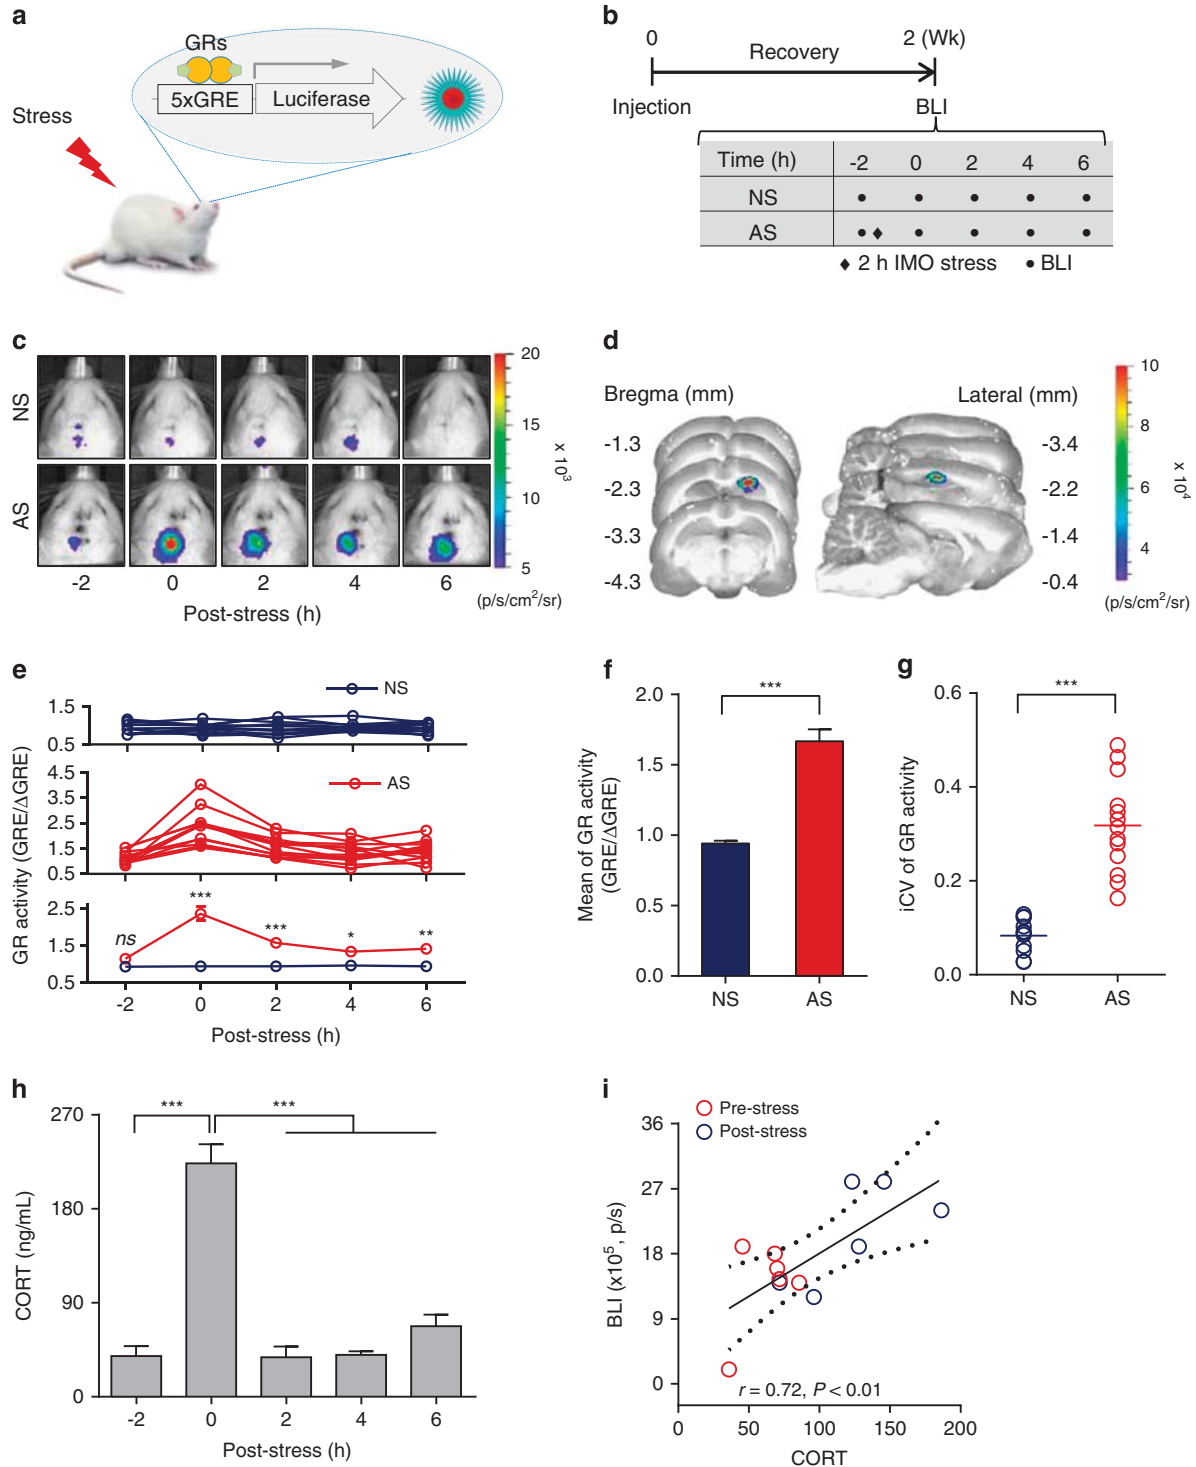 a
GRs
5xGRE
Luciferase
Stress
b
0
2 (Wk)
Recovery
Injection
BLI
Time (h) -2 0 2 4 6
NS • • • • •
AS • ♦ • • • •
♦ 2 h IMO stress • BLI
c
NS
AS
-2 0 2 4 6
Post-stress (h)
20
15
10
5
x 10³
(p/s/cm²/sr)
d
Bregma (mm)
-1.3
-2.3
-3.3
-4.3
Lateral (mm)
-3.4
-2.2
-1.4
-0.4
10
8
6
4
x 10⁴
(p/s/cm²/sr)
e
GR activity (GRE/ΔGRE)
NS
1.5
0.5
AS
4.5
3.5
2.5
1.5
0.5
2.5
1.5
0.5
ns *** *** * **
-2 0 2 4 6
Post-stress (h)
f
Mean of GR activity
(GRE/ΔGRE)
2.0
1.5
1.0
0.5
0.0
***
NS AS
g
iCV of GR activity
0.6
0.4
0.2
0.0
***
NS AS
h
CORT (ng/mL)
270
180
90
0
*** ***
-2 0 2 4 6
Post-stress (h)
i
Pre-stress
Post-stress
BLI (x10⁵, p/s)
36
27
18
9
0
r = 0.72, P < 0.01
0 50 100 150 200
CORT